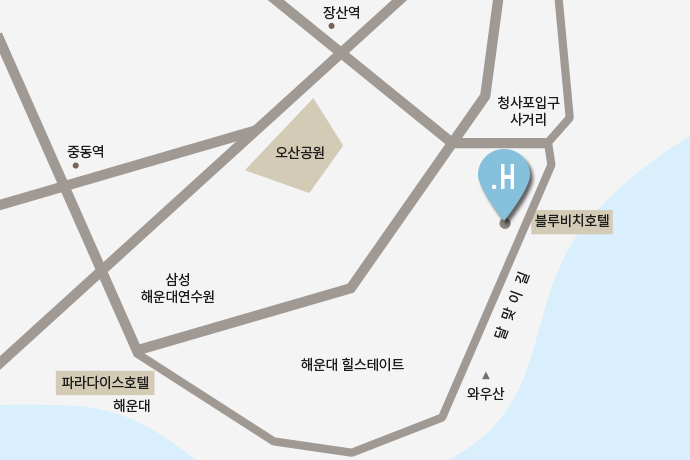 장산역
청사포입구
사거리
중동역
오산공원
.H
블루비치호텔
삼성
해운대연수원
달맞이길
해운대 힐스테이트
파라다이스호텔
와우산
해운대